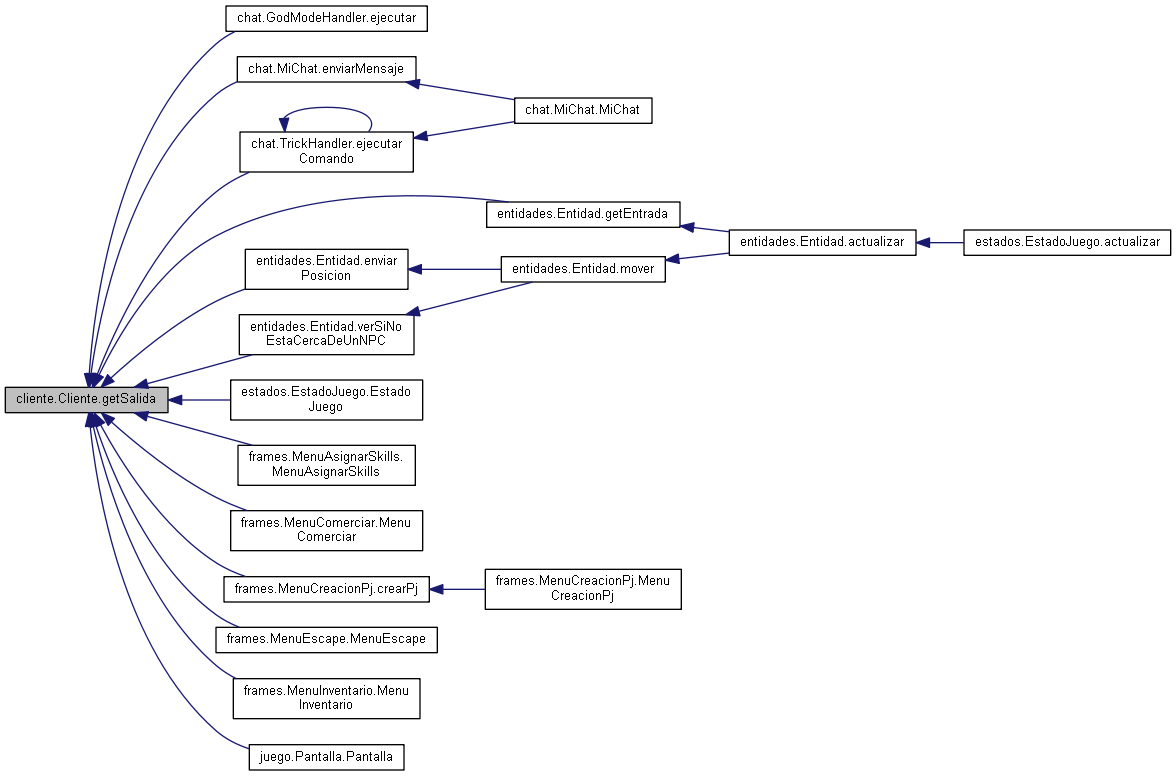 chat.GodModeHandler.ejecutar
chat.MiChat.enviarMensaje
chat.MiChat.MiChat
chat.TrickHandler.ejecutar
Comando
entidades.Entidad.getEntrada
entidades.Entidad.actualizar
estados.EstadoJuego.actualizar
entidades.Entidad.enviar
Posicion
entidades.Entidad.mover
entidades.Entidad.verSiNo
EstaCercaDeUnNPC
cliente.Cliente.getSalida
estados.EstadoJuego.Estado
Juego
frames.MenuAsignarSkills.
MenuAsignarSkills
frames.MenuComerciar.Menu
Comerciar
frames.MenuCreacionPj.crearPj
frames.MenuCreacionPj.Menu
CreacionPj
frames.MenuEscape.MenuEscape
frames.MenuInventario.Menu
Inventario
juego.Pantalla.Pantalla